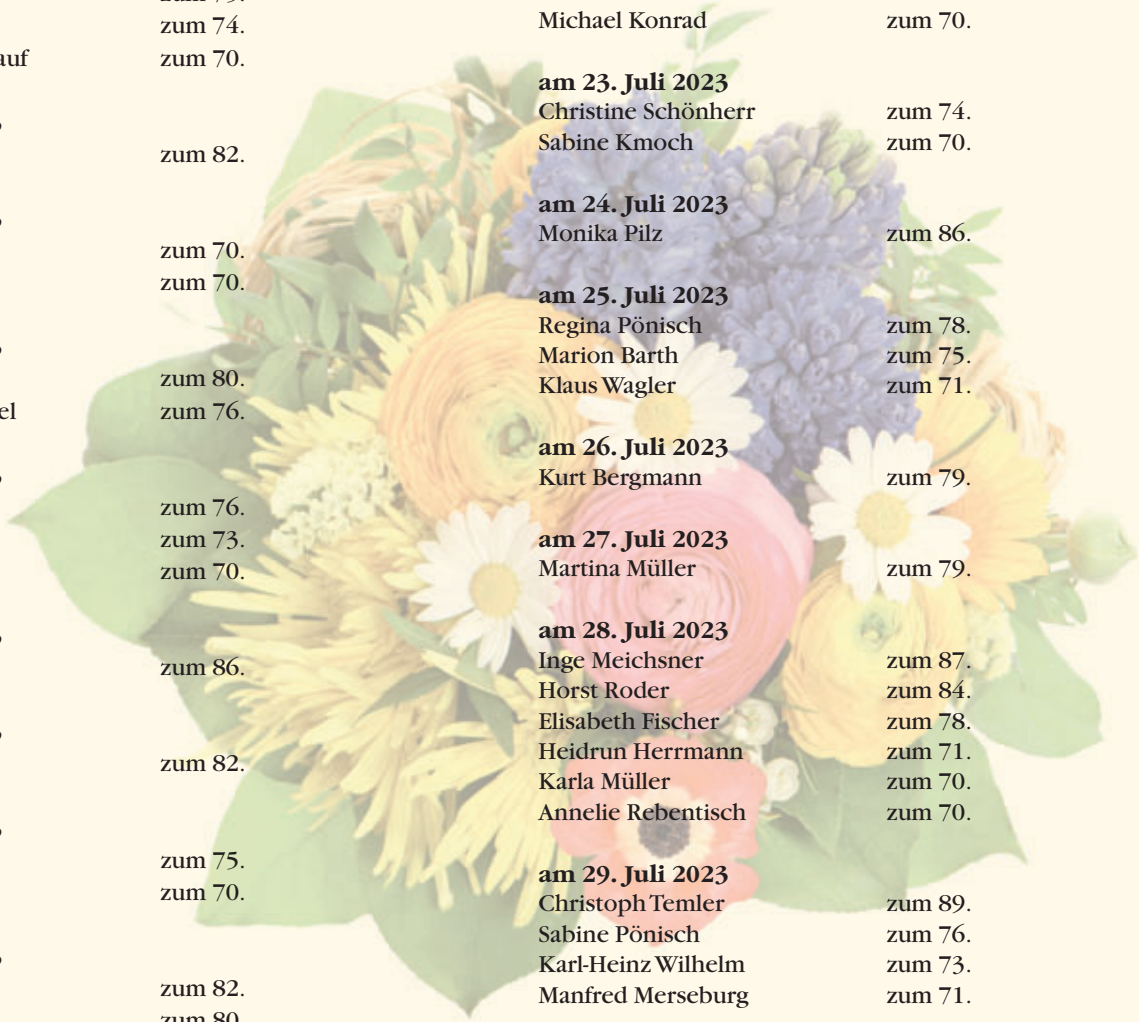 zum 74.
auf zum 70.
zum 82.
zum 70.
zum 70.
zum 80.
el zum 76.
zum 76.
zum 73.
zum 70.
zum 86.
zum 82.
zum 75.
zum 70.
zum 82.
zum 80.
Michael Konrad zum 70.
am 23. Juli 2023
Christine Schönherr zum 74.
Sabine Kmoch zum 70.
am 24. Juli 2023
Monika Pilz zum 86.
am 25. Juli 2023
Regina Pönisch zum 78.
Marion Barth zum 75.
Klaus Wagler zum 71.
am 26. Juli 2023
Kurt Bergmann zum 79.
am 27. Juli 2023
Martina Müller zum 79.
am 28. Juli 2023
Inge Meichsner zum 87.
Horst Roder zum 84.
Elisabeth Fischer zum 78.
Heidrun Herrmann zum 71.
Karla Müller zum 70.
Annelie Rebentisch zum 70.
am 29. Juli 2023
Christoph Temler zum 89.
Sabine Pönisch zum 76.
Karl-Heinz Wilhelm zum 73.
Manfred Merseburg zum 71.